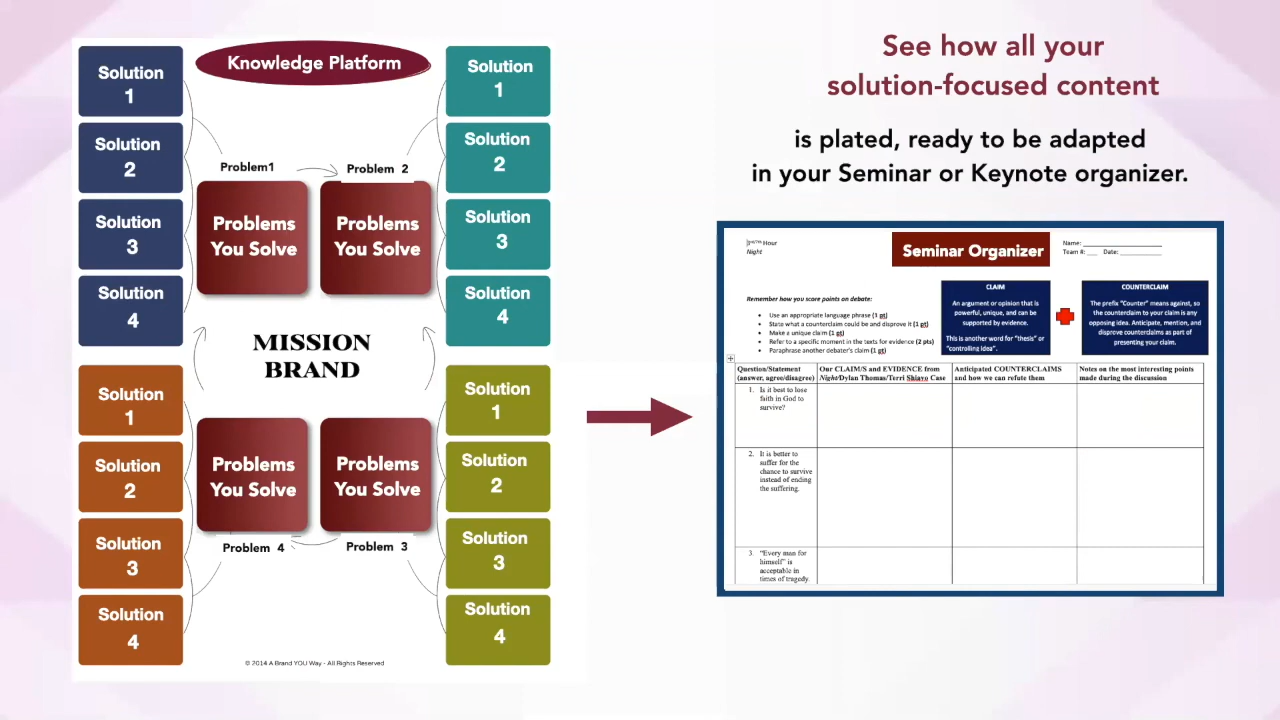 Knowledge Platform
Solution
1
Solution
2
Solution
3
Solution
4
Solution
1
Solution
2
Solution
3
Solution
4
Problem1
Problem 2
Problems
You Solve
Problems
You Solve
MISSION
BRAND
Solution
1
Solution
2
Solution
3
Solution
4
Solution
1
Solution
2
Solution
3
Solution
4
Problems
You Solve
Problems
You Solve
Problem 4
Problem 3
© 2014 A Brand YOU Way - All Rights Reserved
See how all your
solution-focused content
is plated, ready to be adapted
in your Seminar or Keynote organizer.
Hour
Night
Seminar Organizer
Name:
Team #: ___ Date:
Remember how you score points on debate:
Use an appropriate language phrase (1 pt)
State what a counterclaim could be and disprove it (1 pt)
Make a unique claim (1 pt)
Refer to a specific moment in the texts for evidence (2 pts)
Paraphrase another debater's claim (1 pt)
CLAIM
An argument or opinion that is
powerful, unique, and can be
supported by evidence.
This is another word for "thesis" or
"controlling idea".
COUNTERCLAIM
The prefix "Counter" means against, so
the counterclaim to your claim is any
opposing idea. Anticipate, mention, and
disprove counterclaims as part of
presenting your claim.
Question/Statement
(answer, agree/disagree)
Our CLAIM/S and EVIDENCE from
Night/Dylan Thomas/Terri Shiavo Case
Anticipated COUNTERCLAIMS
and how we can refute them
Notes on the most interesting points
made during the discussion
1. Is it best to lose
faith in God to
survive?
2. It is better to
suffer for the
chance to survive
instead of ending
the suffering.
3. "Every man for
himself" is
acceptable in
times of tragedy.